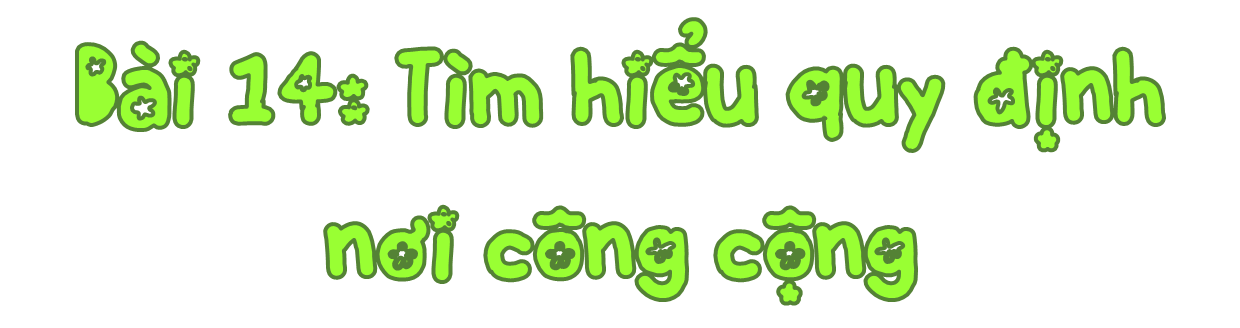 Bài 14: Tìm hiểu quy định
nơi công cộng